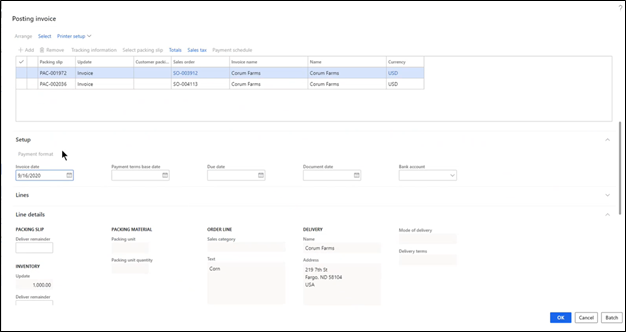 ?
Posting invoice
Arrange Select Printer setup
+ Add Remove Tracking information Select packing slip Totals Sales tax Payment schedule
Packing slip Update Customer packi... Sales order Invoice name Name Currency
PAC-001972 Invoice SO-003912 Corum Farms Corum Farms USD
PAC-002036 Invoice SO-004113 Corum Farms Corum Farms USD
Setup
Payment format
Invoice date Payment terms base date Due date Document date Bank account
9/16/2020
Lines
Line details
PACKING SLIP PACKING MATERIAL ORDER LINE DELIVERY Mode of delivery
Deliver remainder Packing unit Sales category Name
Corum Farms
Packing unit quantity Text Address Delivery terms
INVENTORY Corn 219 7th St
Update Fargo, ND 58104
1,000.00 USA
Deliver remainder
OK Cancel Batch